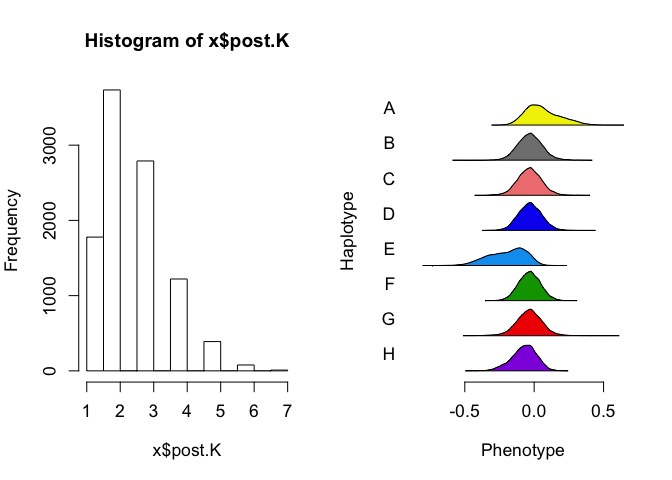 Histogram of x$post.K
Frequency
0
1000
2000
3000
1 2 3 4 5 6 7
x$post.K
Haplotype
A
B
C
D
E
F
G
H
-0.5 0.0 0.5
Phenotype